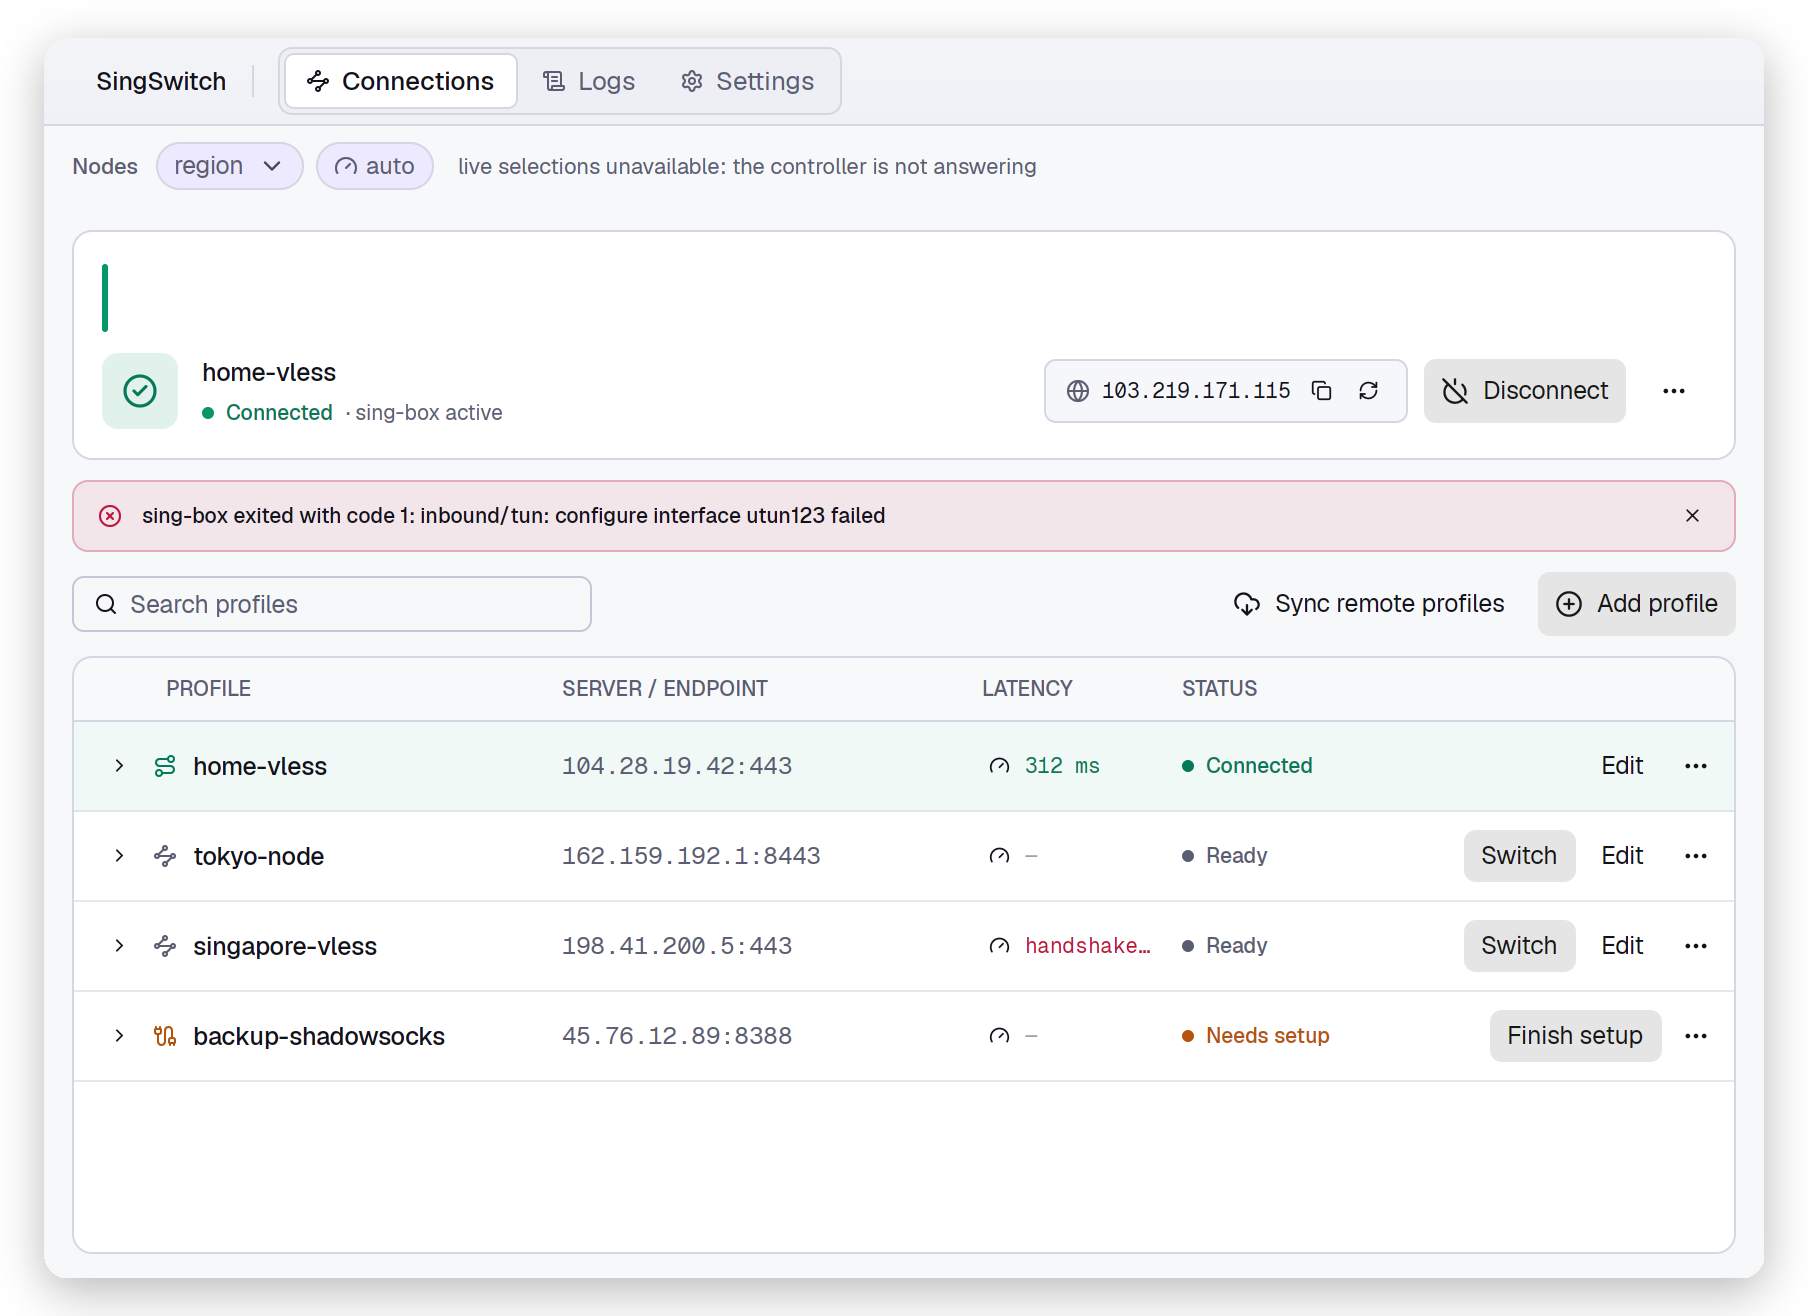 SingSwitch
Connections
Logs
Settings
Nodes
region
auto
live selections unavailable: the controller is not answering
home-vless
Connected · sing-box active
103.219.171.115
Disconnect
sing-box exited with code 1: inbound/tun: configure interface utun123 failed
Search profiles
Sync remote profiles
Add profile
PROFILE SERVER / ENDPOINT LATENCY STATUS
home-vless 104.28.19.42:443 312 ms Connected Edit
tokyo-node 162.159.192.1:8443 – Ready Switch Edit
singapore-vless 198.41.200.5:443 handshake… Ready Switch Edit
backup-shadowsocks 45.76.12.89:8388 – Needs setup Finish setup